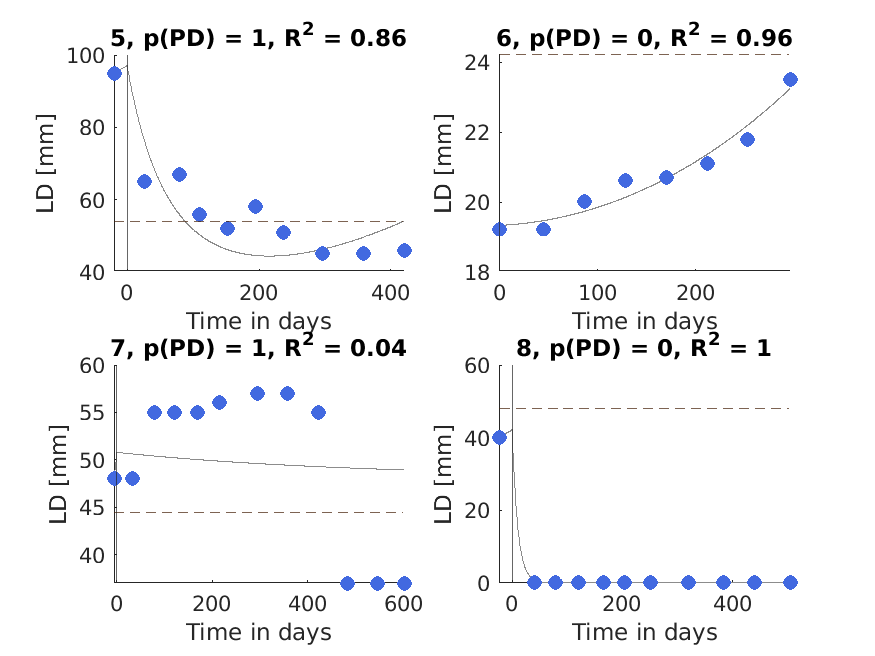 5, p(PD) = 1, R² = 0.86
LD [mm]
100
80
60
40
0
200
400
Time in days
6, p(PD) = 0, R² = 0.96
LD [mm]
24
22
20
18
0
100
200
Time in days
7, p(PD) = 1, R² = 0.04
LD [mm]
60
55
50
45
40
0
200
400
600
Time in days
8, p(PD) = 0, R² = 1
LD [mm]
60
40
20
0
0
200
400
Time in days